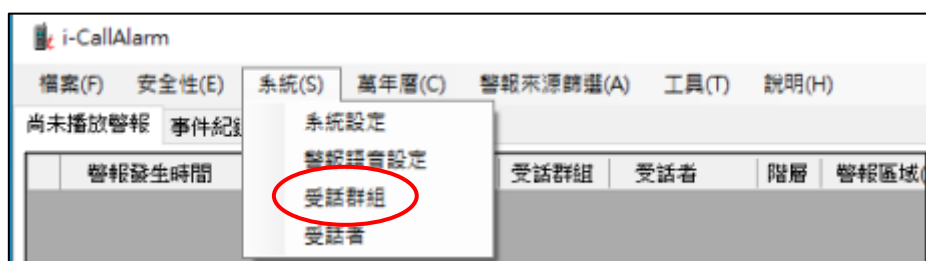 i-CallAlarm
檔案(F) 安全性(E) 系統(S) 萬年曆(C) 警報來源篩選(A) 工具(T) 說明(H)
尚未播放警報 事件紀錄
系統設定
警報語音設定
警報發生時間 受話群組 受話者 階層 警報區域(
受話群組
受話者